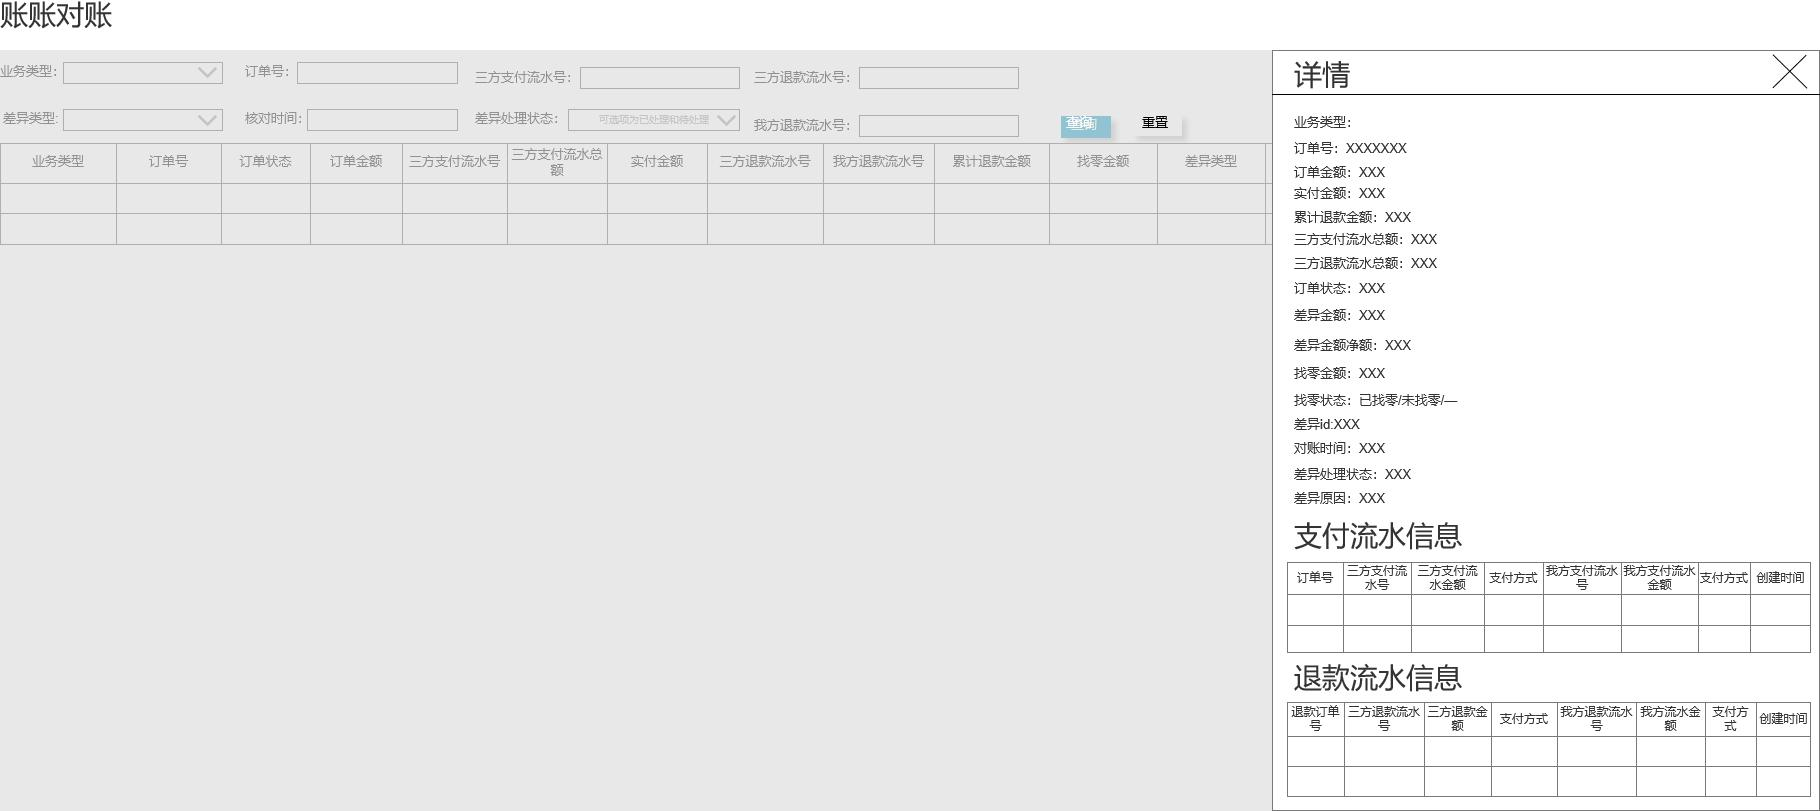 账账对账
业务类型：
订单号：
三方支付流水号：
三方退款流水号：
差异类型:
核对时间：
差异处理状态：
可选项为已处理和待处理
我方退款流水号：
查询
重置
业务类型
订单号
订单状态
订单金额
三方支付流水号
三方支付流水总
额
实付金额
三方退款流水号
我方退款流水号
累计退款金额
找零金额
差异类型
详情
业务类型：
订单号：XXXXXXX
订单金额：XXX
实付金额：XXX
累计退款金额：XXX
三方支付流水总额：XXX
三方退款流水总额：XXX
订单状态：XXX
差异金额：XXX
差异金额净额：XXX
找零金额：XXX
找零状态：已找零/未找零/—
差异id:XXX
对账时间：XXX
差异处理状态：XXX
差异原因：XXX
支付流水信息
订单号
三方支付流
水号
三方支付流
水金额
支付方式
我方支付流水
号
我方支付流水
金额
支付方式
创建时间
退款流水信息
退款订单
号
三方退款流水
号
三方退款金
额
支付方式
我方退款流水
号
我方流水金
额
支付方
式
创建时间